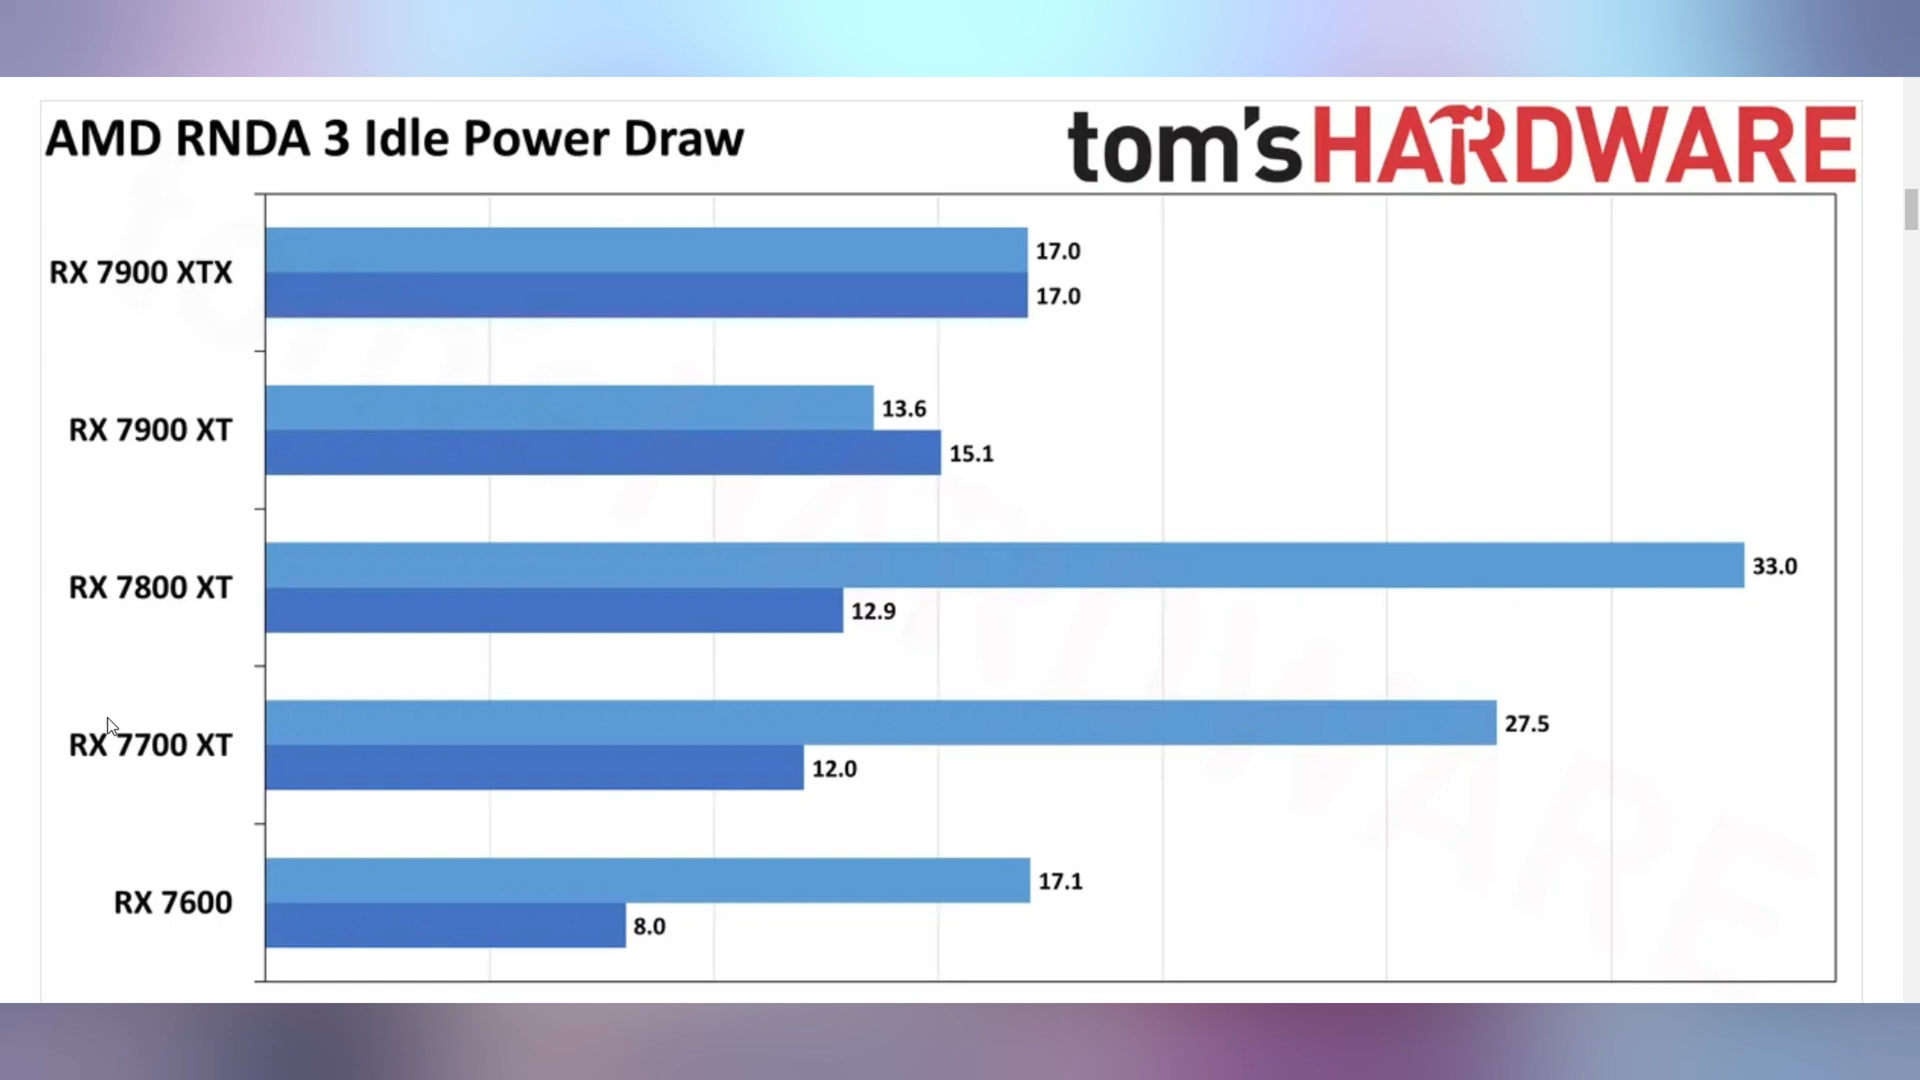 AMD RNDA 3 Idle Power Draw
tom's HARDWARE
RX 7900 XTX
17.0
17.0
RX 7900 XT
13.6
15.1
RX 7800 XT
33.0
12.9
RX 7700 XT
27.5
12.0
RX 7600
17.1
8.0